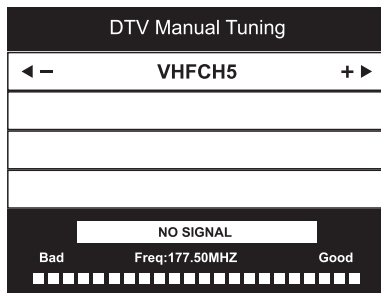 DTV Manual Tuning
◀ − VHFCH5 + ▶
NO SIGNAL
Bad Freq:177.50MHZ Good